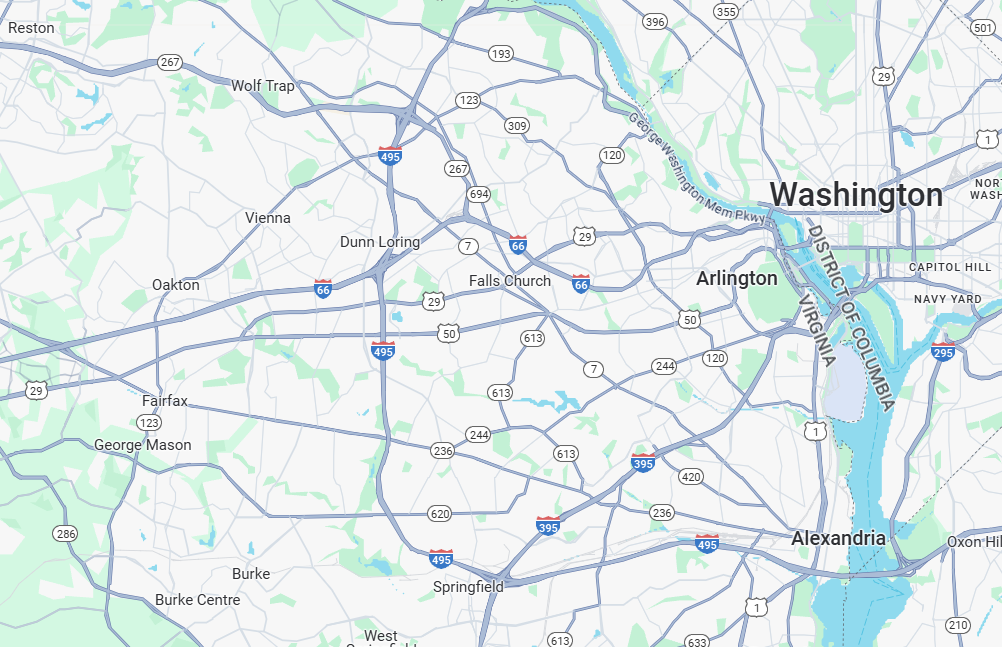 355
396
501
Reston
193
267
29
Wolf Trap
123
309
George Washington Mem Pkwy
1
495
120
267
694
Washington
Vienna
Dunn Loring
7
66
29
DISTRICT OF COLUMBIA
VIRGINIA
CAPITOL HILL
Oakton
66
Falls Church
66
Arlington
29
NAVY YARD
50
50
613
495
295
244
120
7
29
613
Fairfax
123
1
George Mason
244
236
613
395
420
286
620
236
395
Alexandria
495
495
Burke
Springfield
Burke Centre
1
210
West
613
633